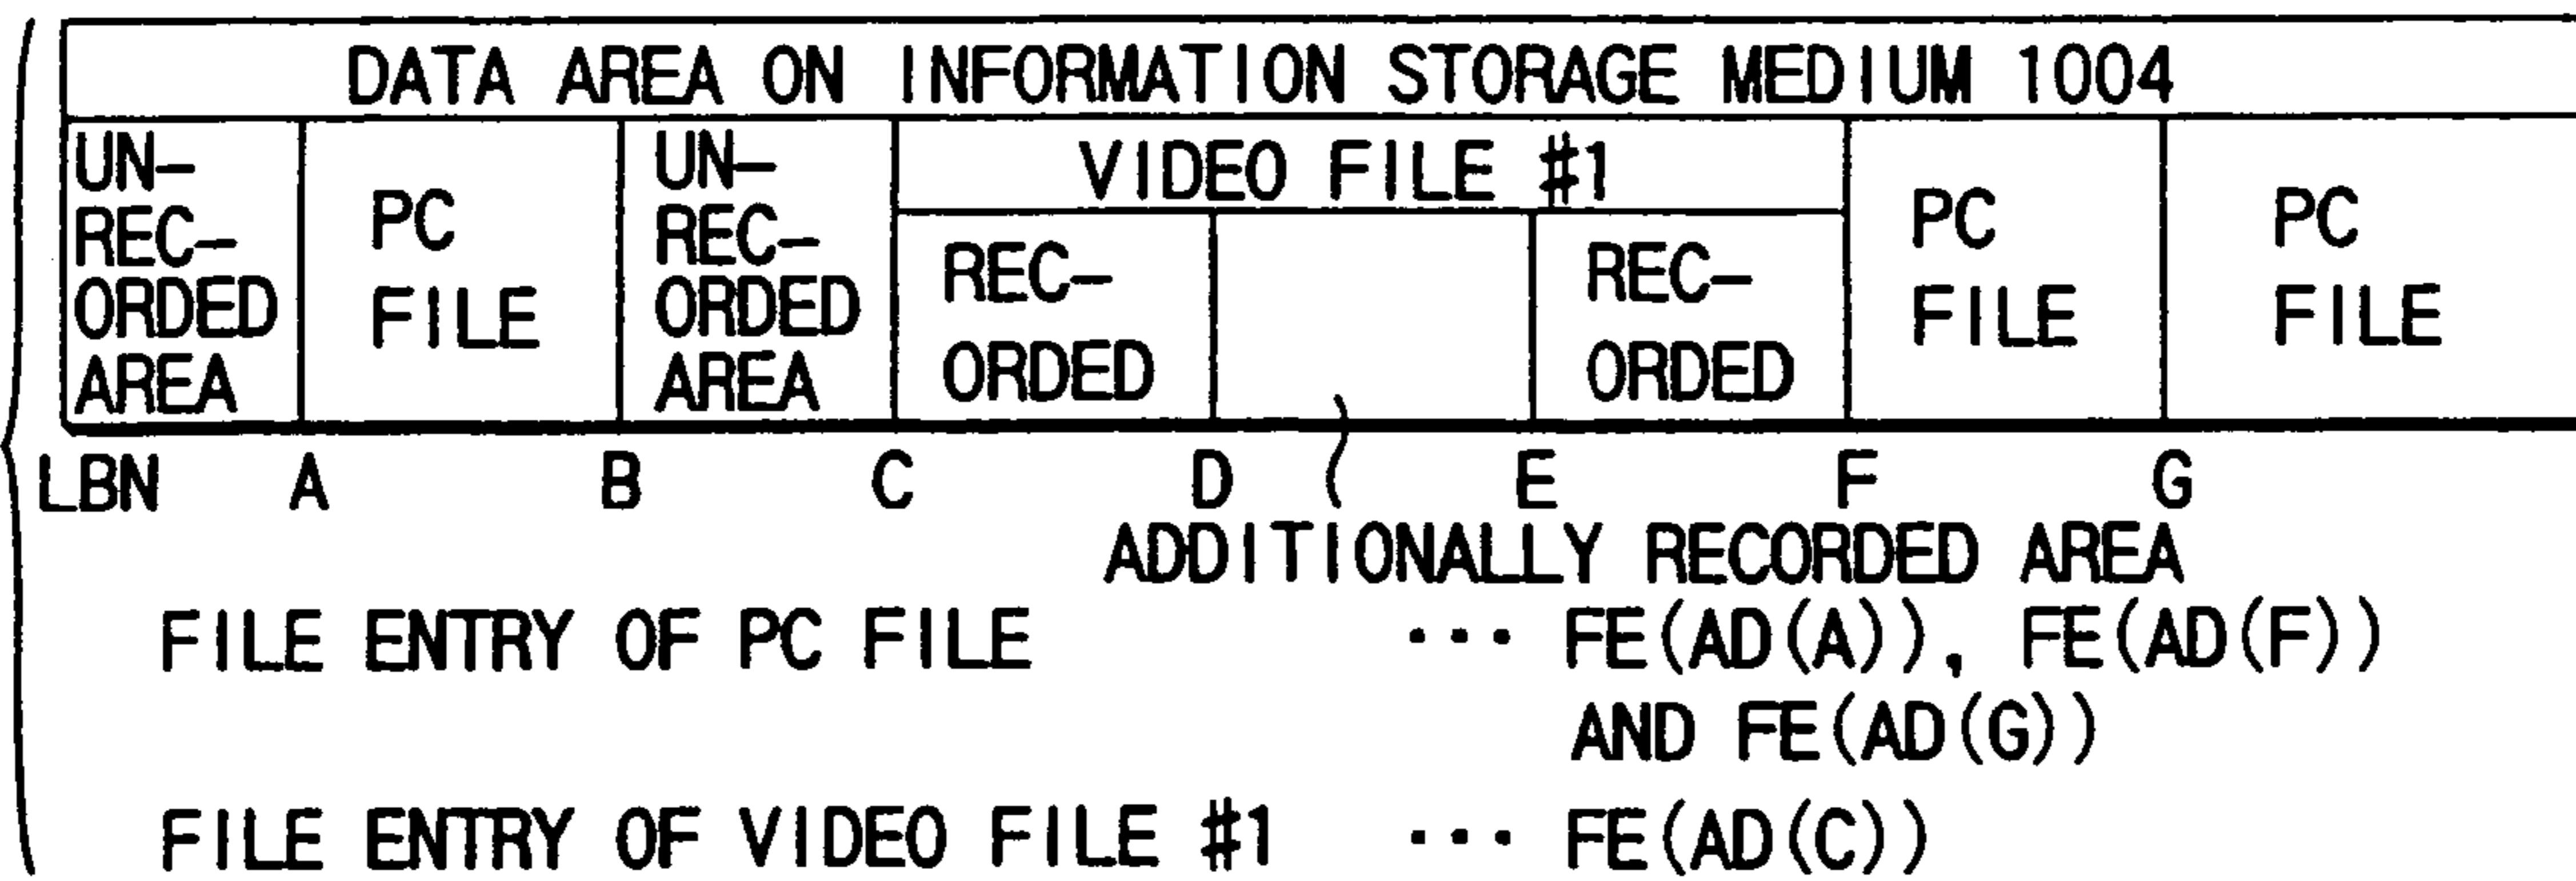 DATA AREA ON INFORMATION STORAGE MEDIUM 1004
UN-
REC-
ORDED
AREA
PC
FILE
UN-
REC-
ORDED
AREA
VIDEO FILE #1
REC-
ORDED
REC-
ORDED
PC
FILE
PC
FILE
LBN A B C D E F G
ADDITIONALLY RECORDED AREA
FILE ENTRY OF PC FILE ··· FE(AD(A)), FE(AD(F))
AND FE(AD(G))
FILE ENTRY OF VIDEO FILE #1 ··· FE(AD(C))